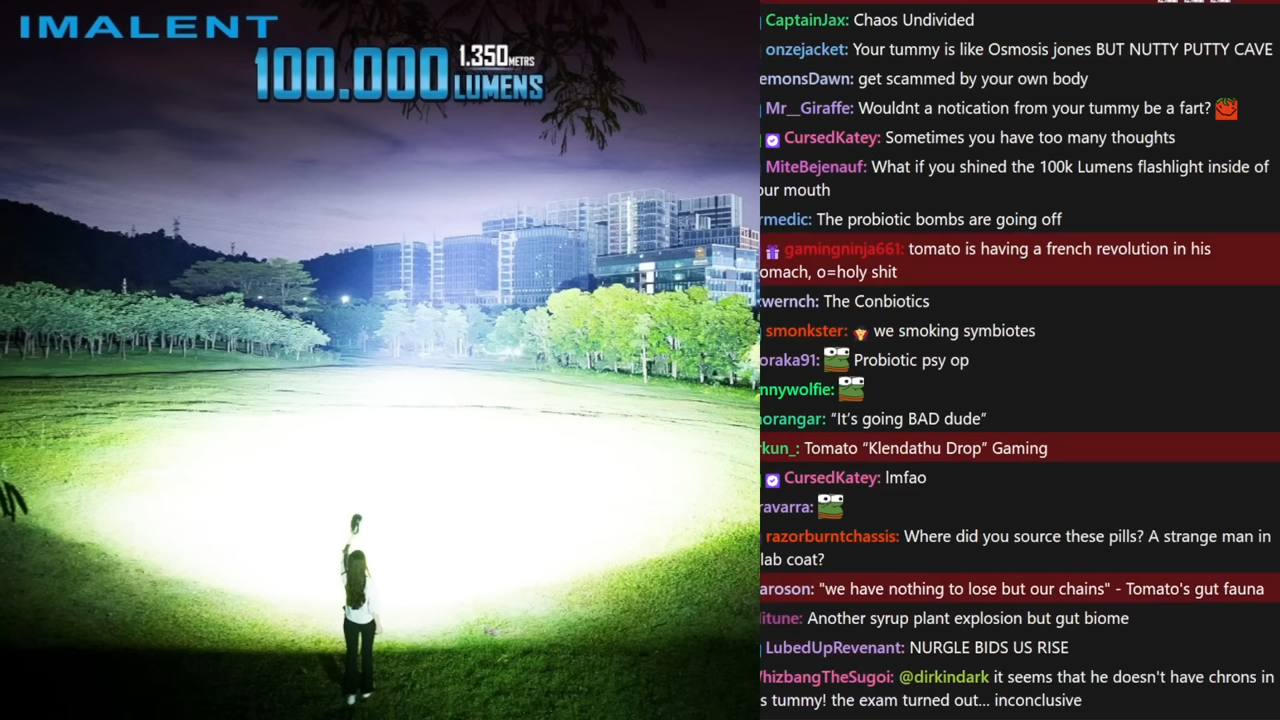 IMALENT
100.000 LUMENS
1.350 METRS
CaptainJax: Chaos Undivided
onzejacket: Your tummy is like Osmosis jones BUT NUTTY PUTTY CAVE
emonsDawn: get scammed by your own body
Mr__Giraffe: Wouldnt a notication from your tummy be a fart?
CursedKatey: Sometimes you have too many thoughts
MiteBejenauf: What if you shined the 100k Lumens flashlight inside of
our mouth
rmedic: The probiotic bombs are going off
gamingninja661: tomato is having a french revolution in his
omach, o=holy shit
wernch: The Conbiotics
smonkster: we smoking symbiotes
oraka91: Probiotic psy op
nnywolfie:
orangar: “It’s going BAD dude”
rkun_: Tomato “Klendathu Drop” Gaming
CursedKatey: lmfao
ravarra:
razorburntchassis: Where did you source these pills? A strange man in
lab coat?
aroson: "we have nothing to lose but our chains" - Tomato's gut fauna
litune: Another syrup plant explosion but gut biome
LubedUpRevenant: NURGLE BIDS US RISE
WhizbangTheSugoi: @dirkindark it seems that he doesn't have chrons in
s tummy! the exam turned out... inconclusive